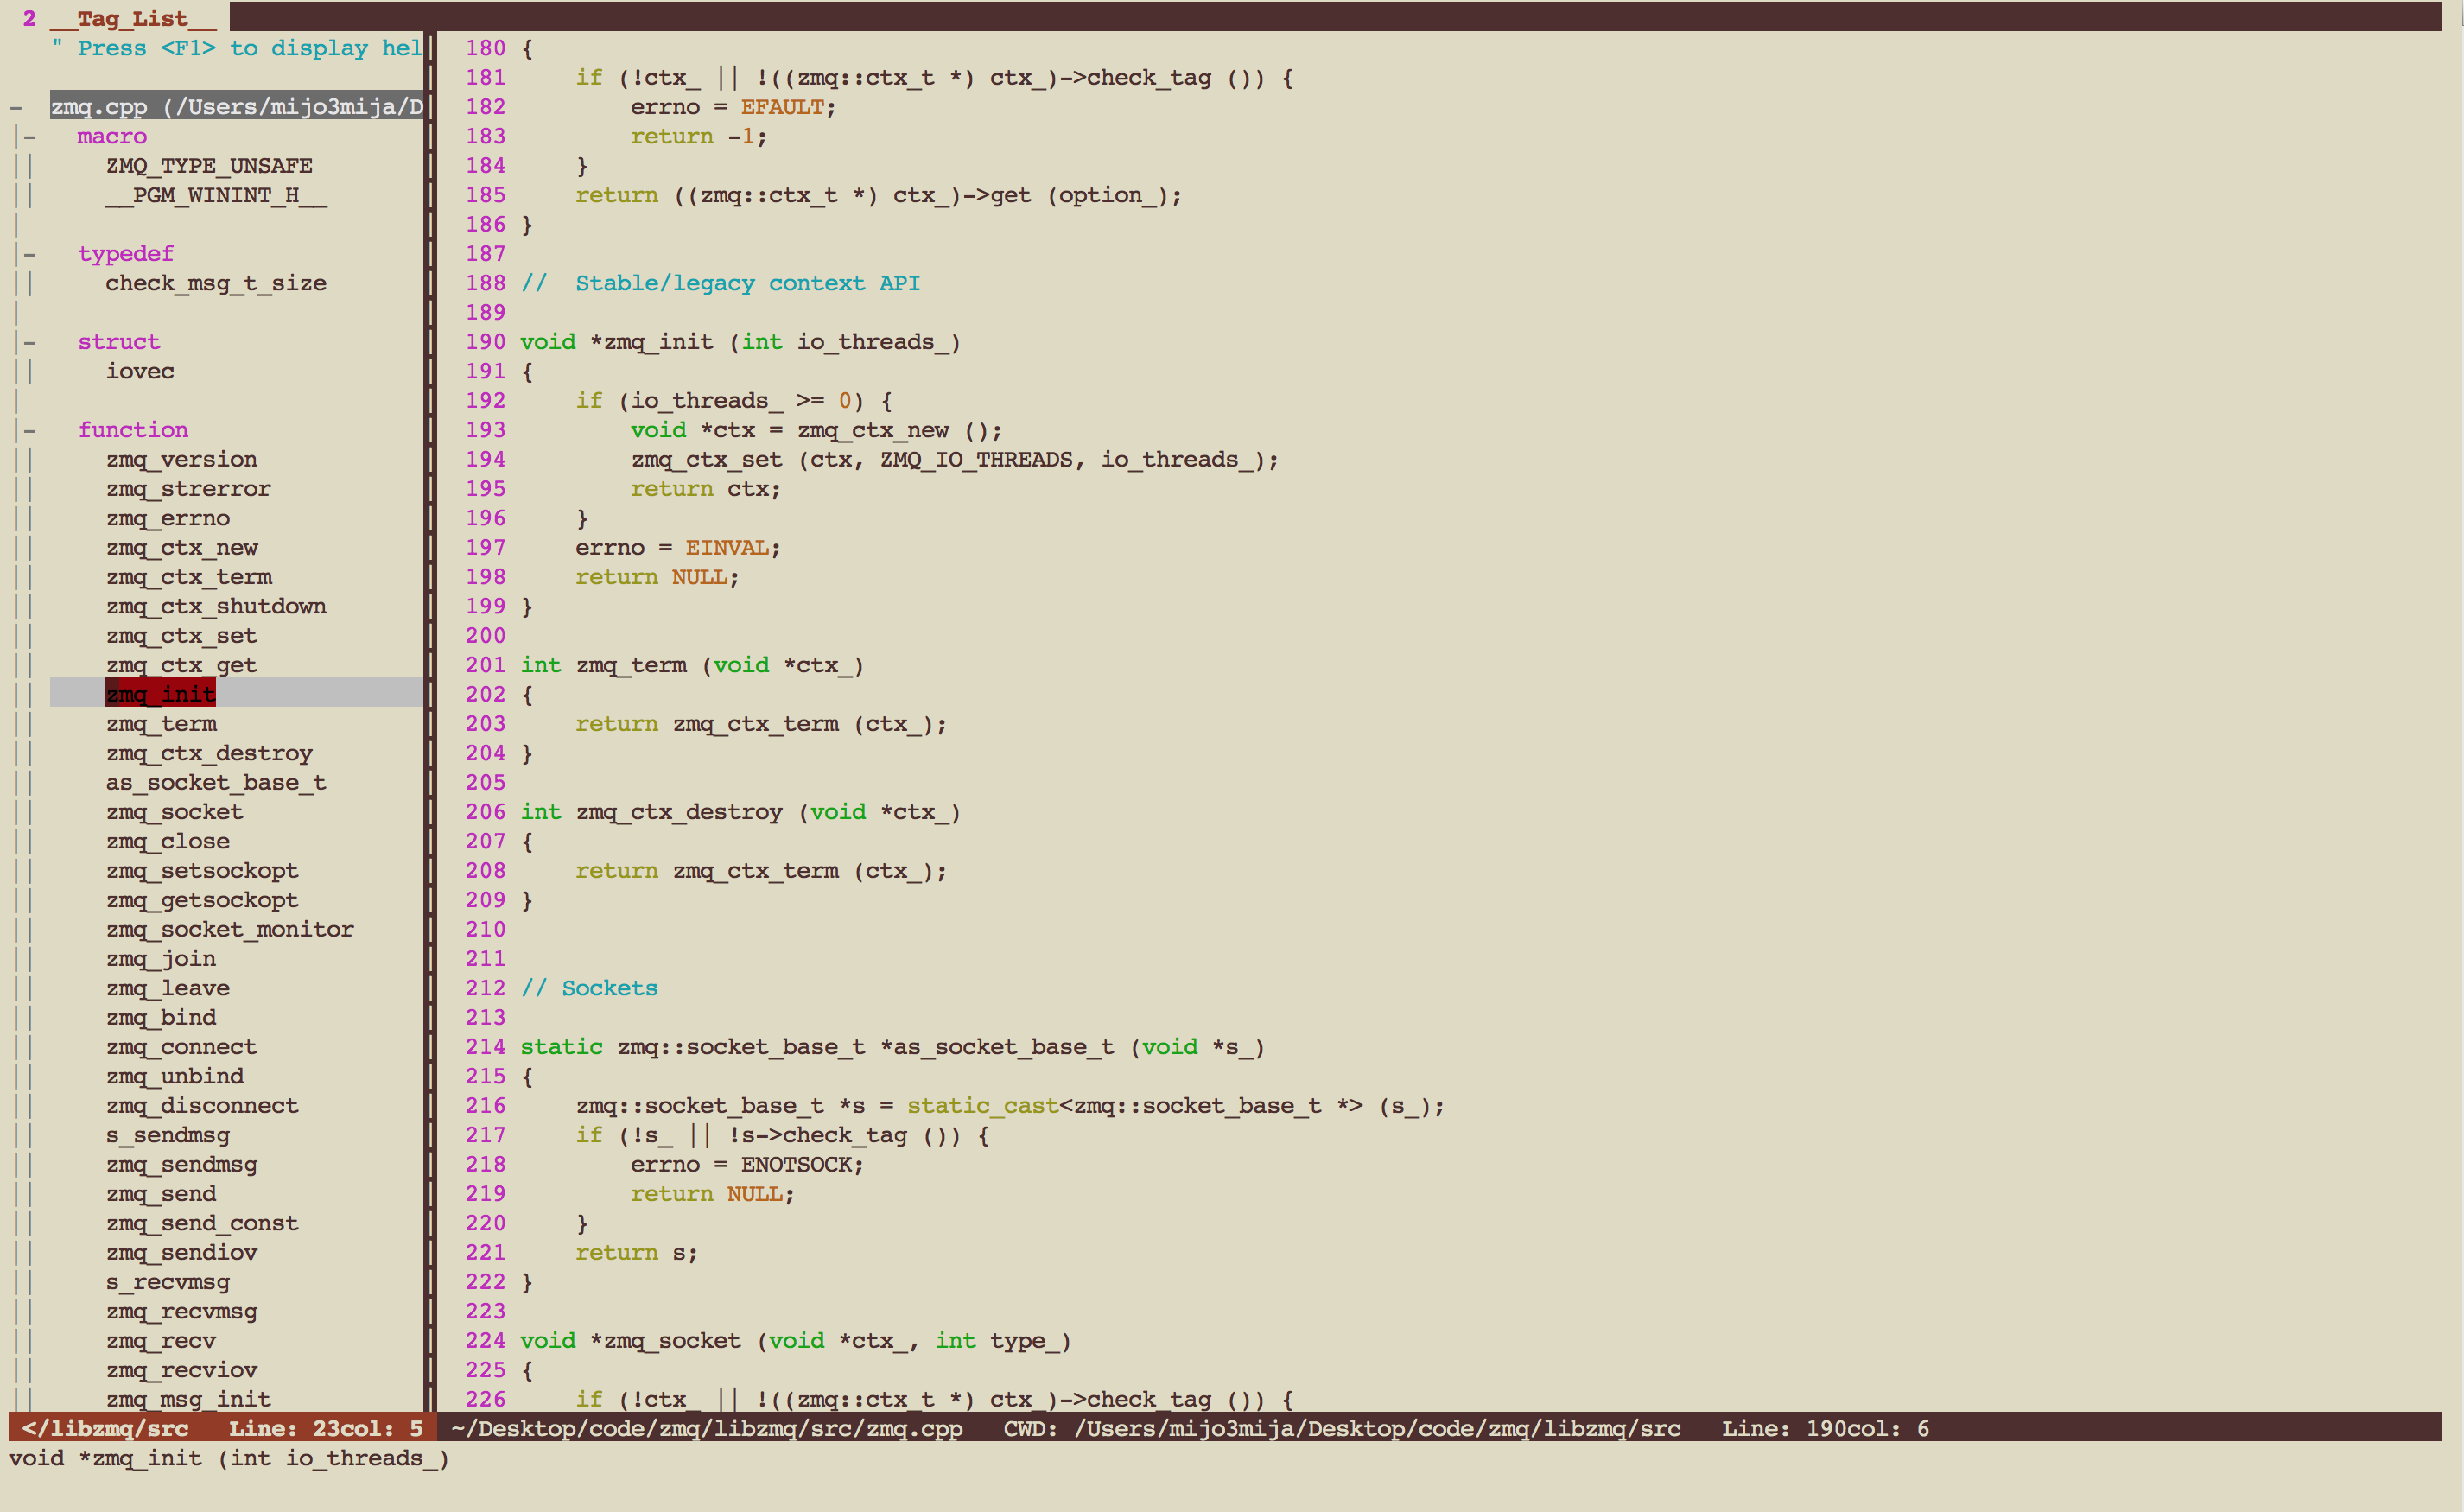 2 __Tag_List__
" Press <F1> to display hel
- zmq.cpp (/Users/mijo3mija/D
|- macro
|| ZMQ_TYPE_UNSAFE
|| __PGM_WININT_H__
|
|- typedef
|| check_msg_t_size
|
|- struct
|| iovec
|
|- function
|| zmq_version
|| zmq_strerror
|| zmq_errno
|| zmq_ctx_new
|| zmq_ctx_term
|| zmq_ctx_shutdown
|| zmq_ctx_set
|| zmq_ctx_get
|| zmq_init
|| zmq_term
|| zmq_ctx_destroy
|| as_socket_base_t
|| zmq_socket
|| zmq_close
|| zmq_setsockopt
|| zmq_getsockopt
|| zmq_socket_monitor
|| zmq_join
|| zmq_leave
|| zmq_bind
|| zmq_connect
|| zmq_unbind
|| zmq_disconnect
|| s_sendmsg
|| zmq_sendmsg
|| zmq_send
|| zmq_send_const
|| zmq_sendiov
|| s_recvmsg
|| zmq_recvmsg
|| zmq_recv
|| zmq_recviov
|| zmq_msg_init
180 {
181     if (!ctx_ || !((zmq::ctx_t *) ctx_)->check_tag ()) {
182         errno = EFAULT;
183         return -1;
184     }
185     return ((zmq::ctx_t *) ctx_)->get (option_);
186 }
187
188 //  Stable/legacy context API
189
190 void *zmq_init (int io_threads_)
191 {
192     if (io_threads_ >= 0) {
193         void *ctx = zmq_ctx_new ();
194         zmq_ctx_set (ctx, ZMQ_IO_THREADS, io_threads_);
195         return ctx;
196     }
197     errno = EINVAL;
198     return NULL;
199 }
200
201 int zmq_term (void *ctx_)
202 {
203     return zmq_ctx_term (ctx_);
204 }
205
206 int zmq_ctx_destroy (void *ctx_)
207 {
208     return zmq_ctx_term (ctx_);
209 }
210
211
212 // Sockets
213
214 static zmq::socket_base_t *as_socket_base_t (void *s_)
215 {
216     zmq::socket_base_t *s = static_cast<zmq::socket_base_t *> (s_);
217     if (!s_ || !s->check_tag ()) {
218         errno = ENOTSOCK;
219         return NULL;
220     }
221     return s;
222 }
223
224 void *zmq_socket (void *ctx_, int type_)
225 {
226     if (!ctx_ || !((zmq::ctx_t *) ctx_)->check_tag ()) {
</libzmq/src   Line: 23col: 5
~/Desktop/code/zmq/libzmq/src/zmq.cpp   CWD: /Users/mijo3mija/Desktop/code/zmq/libzmq/src   Line: 190col: 6
void *zmq_init (int io_threads_)